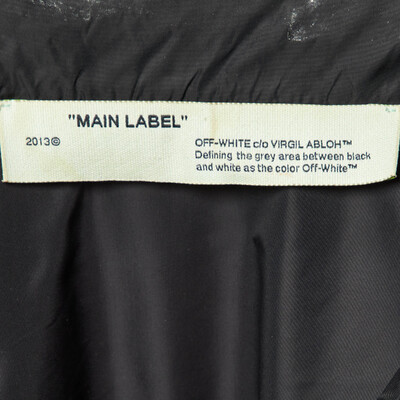 "MAIN LABEL"
2013©
OFF-WHITE c/o VIRGIL ABLOH™
Defining the grey area between black
and white as the color Off-White™